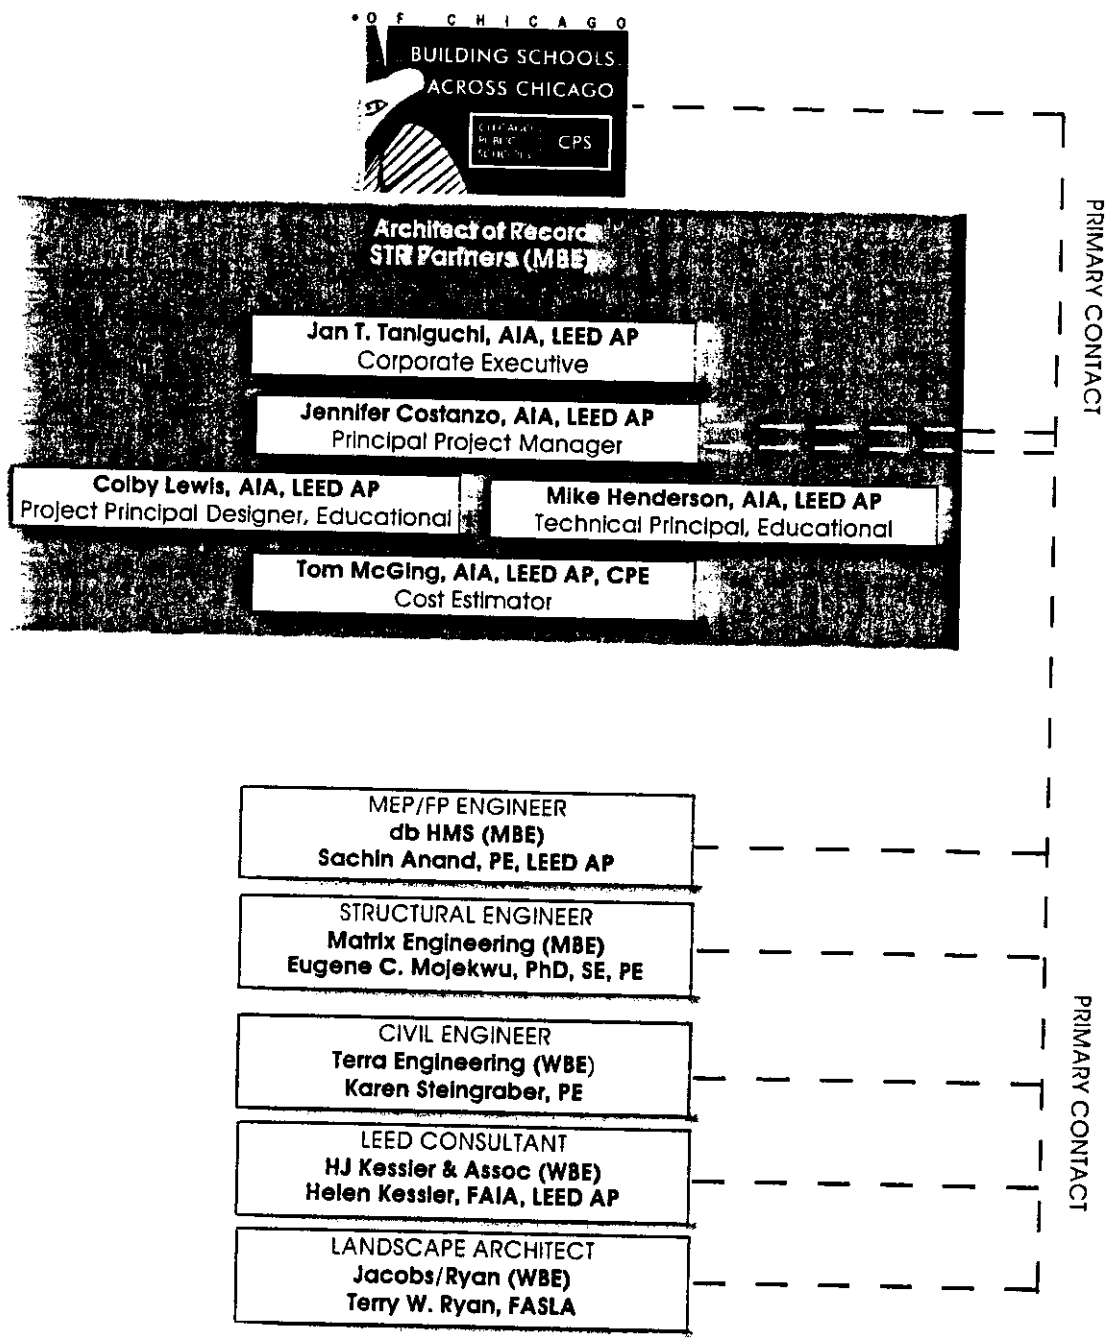 OF CHICAGO
BUILDING SCHOOLS
ACROSS CHICAGO
CHICAGO
PUBLIC
SCHOOLS
CPS
Architect of Record
STR Partners (MBE)
Jan T. Taniguchi, AIA, LEED AP
Corporate Executive
Jennifer Costanzo, AIA, LEED AP
Principal Project Manager
Colby Lewis, AIA, LEED AP
Project Principal Designer, Educational
Mike Henderson, AIA, LEED AP
Technical Principal, Educational
Tom McGing, AIA, LEED AP, CPE
Cost Estimator
PRIMARY CONTACT
MEP/FP ENGINEER
db HMS (MBE)
Sachin Anand, PE, LEED AP
STRUCTURAL ENGINEER
Matrix Engineering (MBE)
Eugene C. Mojekwu, PhD, SE, PE
CIVIL ENGINEER
Terra Engineering (WBE)
Karen Steingraber, PE
LEED CONSULTANT
HJ Kessler & Assoc (WBE)
Helen Kessler, FAIA, LEED AP
LANDSCAPE ARCHITECT
Jacobs/Ryan (WBE)
Terry W. Ryan, FASLA
PRIMARY CONTACT